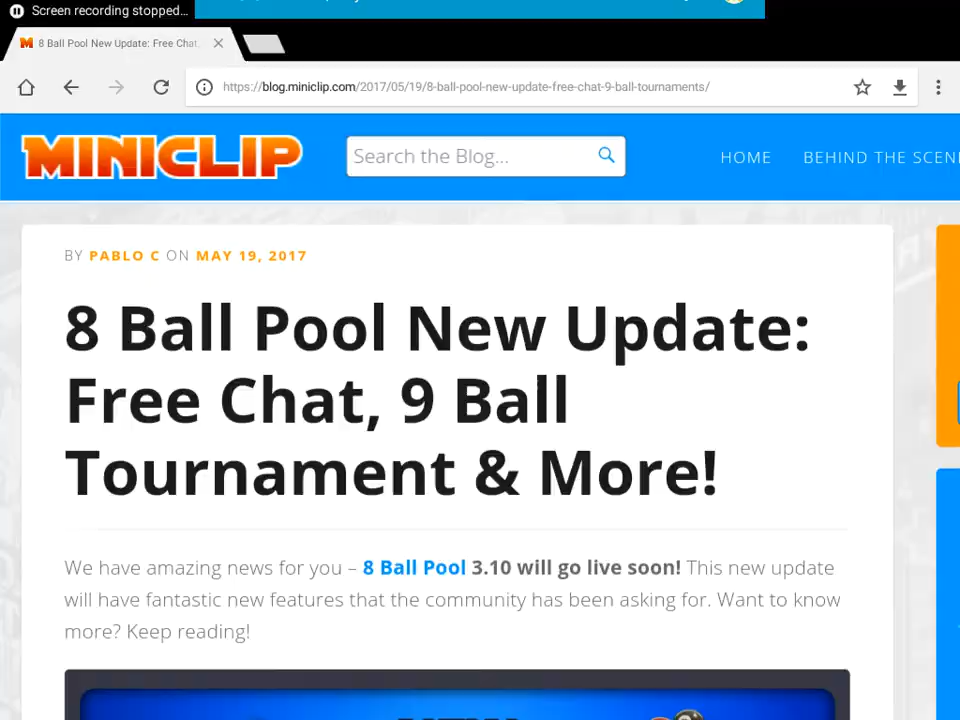 Screen recording stopped...
8 Ball Pool New Update: Free Chat,
https://blog.miniclip.com/2017/05/19/8-ball-pool-new-update-free-chat-9-ball-tournaments/
MINICLIP
Search the Blog...
HOME
BEHIND THE SCEN
BY PABLO C ON MAY 19, 2017
8 Ball Pool New Update:
Free Chat, 9 Ball
Tournament & More!
We have amazing news for you – 8 Ball Pool 3.10 will go live soon! This new update
will have fantastic new features that the community has been asking for. Want to know
more? Keep reading!